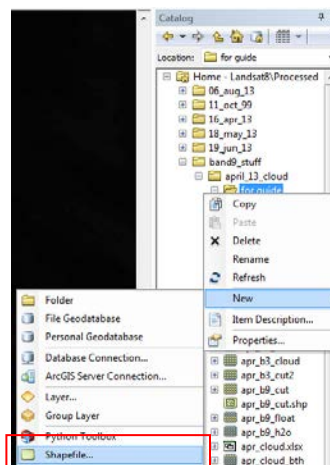 Catalog
Location: for guide
Home - Landsat8\Processed
06_aug_13
11_oct_99
16_apr_13
18_may_13
19_jun_13
band9_stuff
april_13_cloud
for guide
Copy
Paste
Delete
Rename
Refresh
New
Item Description...
Properties...
Folder
File Geodatabase
Personal Geodatabase
Database Connection...
ArcGIS Server Connection...
Layer...
Group Layer
Python Toolbox
Shapefile...
apr_b3_cloud
apr_b3_cut2
apr_b9_cut
apr_b9_cut.shp
apr_b9_float
apr_b9_h2o
apr_cloud.xlsx
apr_cloud_bth